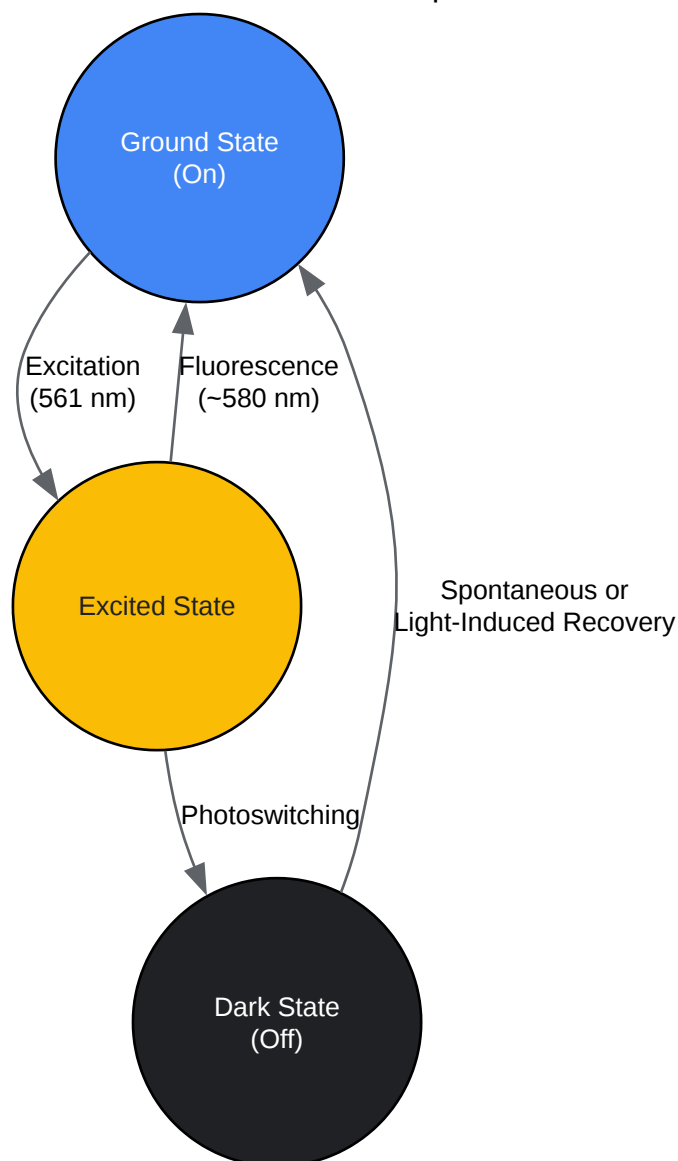 Ground State
(On)
Excitation
(561 nm)
Fluorescence
(~580 nm)
Excited State
Spontaneous or
Light-Induced Recovery
Photoswitching
Dark State
(Off)